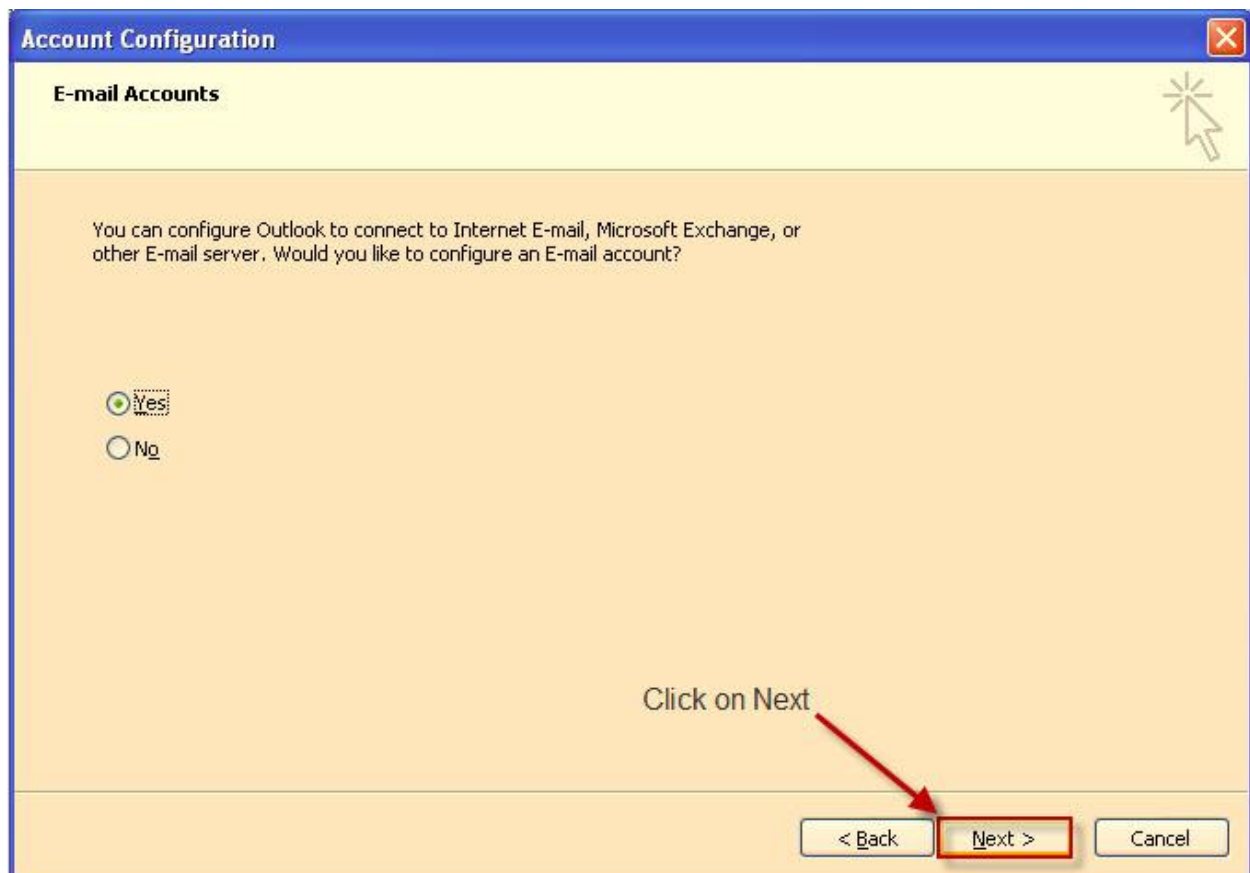 Account Configuration
E-mail Accounts
You can configure Outlook to connect to Internet E-mail, Microsoft Exchange, or
other E-mail server. Would you like to configure an E-mail account?
Yes
No
Click on Next
< Back Next > Cancel